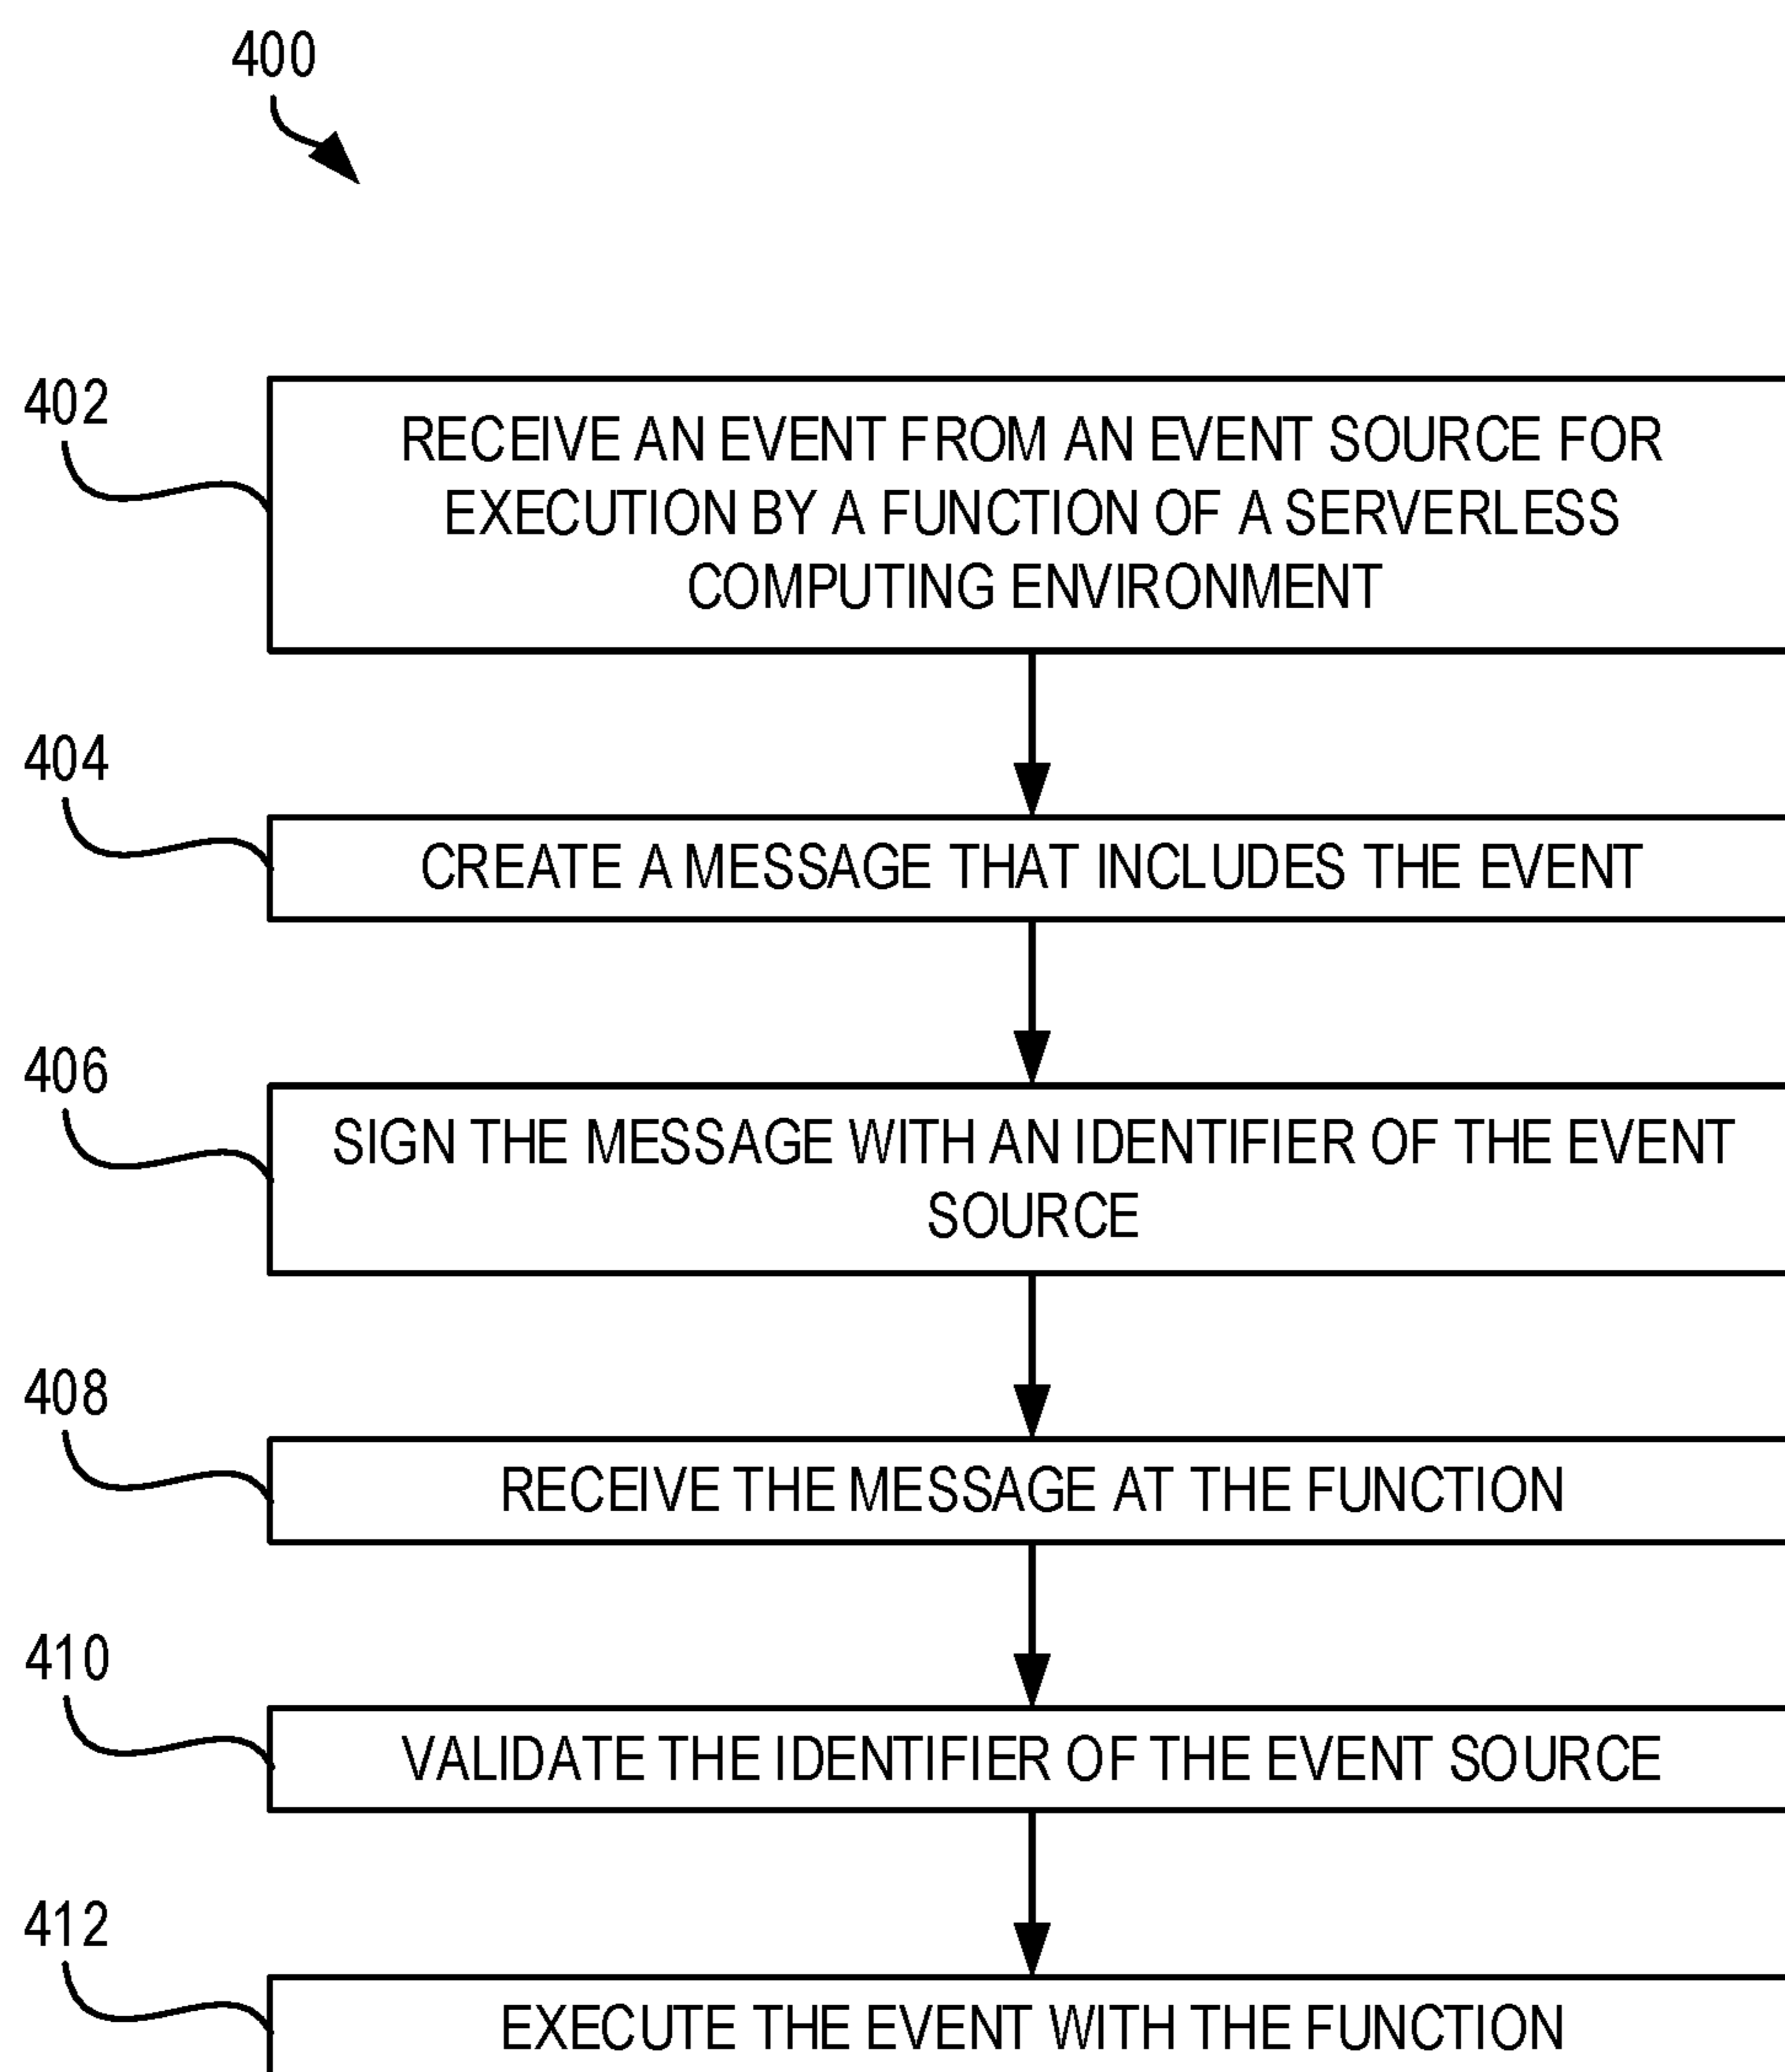 400
402
RECEIVE AN EVENT FROM AN EVENT SOURCE FOR
EXECUTION BY A FUNCTION OF A SERVERLESS
COMPUTING ENVIRONMENT
404
CREATE A MESSAGE THAT INCLUDES THE EVENT
406
SIGN THE MESSAGE WITH AN IDENTIFIER OF THE EVENT
SOURCE
408
RECEIVE THE MESSAGE AT THE FUNCTION
410
VALIDATE THE IDENTIFIER OF THE EVENT SOURCE
412
EXECUTE THE EVENT WITH THE FUNCTION